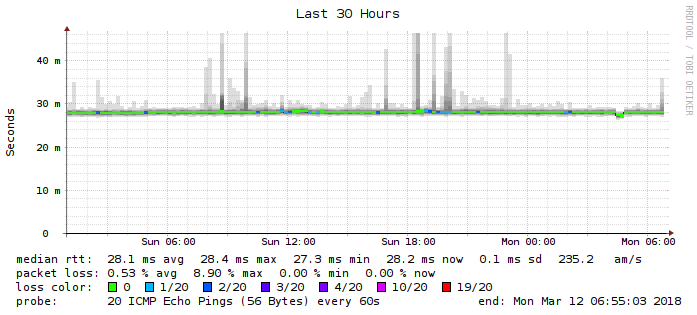 Last 30 Hours
RRDTOOL / TOBI OETIKER
Seconds
40 m
30 m
20 m
10 m
0
Sun 06:00 Sun 12:00 Sun 18:00 Mon 00:00 Mon 06:00
median rtt: 28.1 ms avg 28.4 ms max 27.3 ms min 28.2 ms now 0.1 ms sd 235.2 am/s
packet loss: 0.53 % avg 8.90 % max 0.00 % min 0.00 % now
loss color: 0 1/20 2/20 3/20 4/20 10/20 19/20
probe: 20 ICMP Echo Pings (56 Bytes) every 60s end: Mon Mar 12 06:55:03 2018